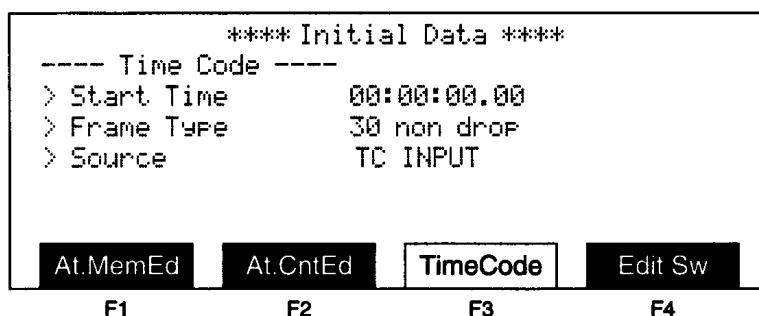 **** Initial Data ****
---- Time Code ----
> Start Time 00:00:00.00
> Frame Type 30 non drop
> Source TC INPUT
At.MemEd At.CntEd TimeCode Edit Sw
F1 F2 F3 F4